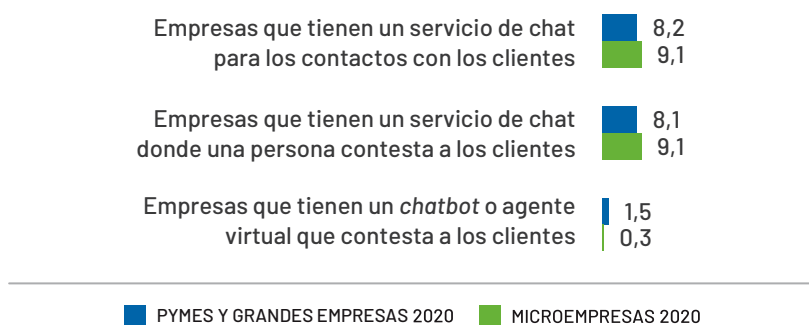 Empresas que tienen un servicio de chat
para los contactos con los clientes
8,2
9,1
Empresas que tienen un servicio de chat
donde una persona contesta a los clientes
8,1
9,1
Empresas que tienen un chatbot o agente
virtual que contesta a los clientes
1,5
0,3
PYMES Y GRANDES EMPRESAS 2020
MICROEMPRESAS 2020